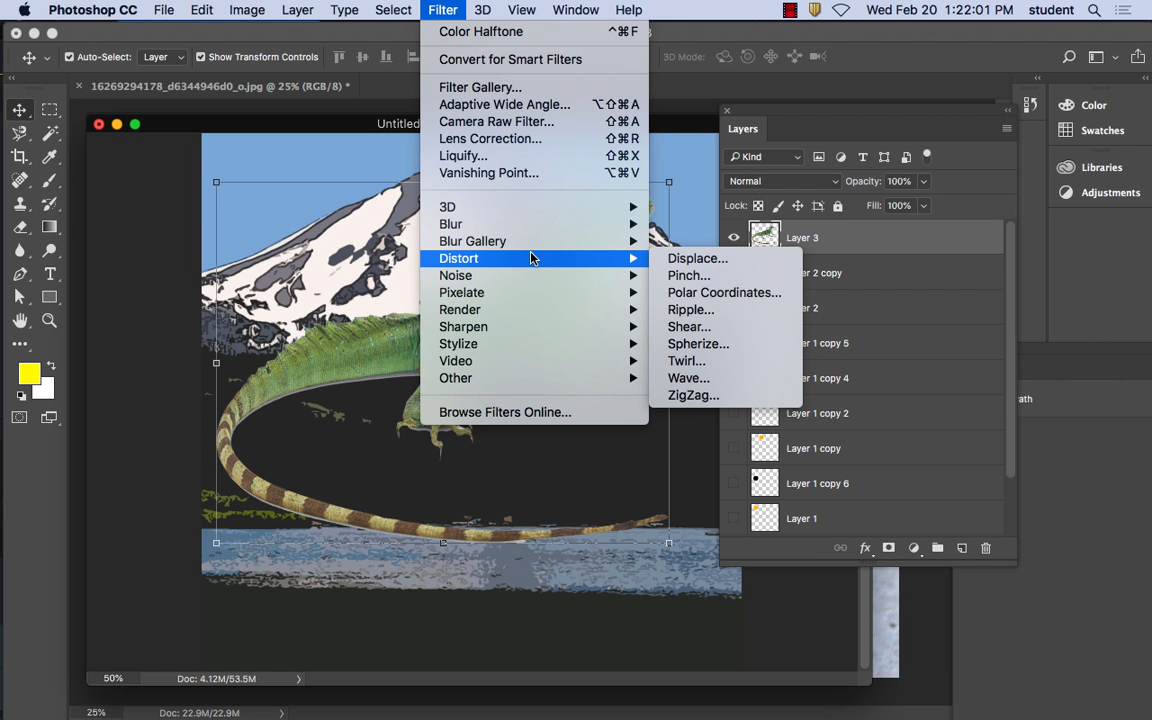 Photoshop CC File Edit Image Layer Type Select Filter 3D View Window Help Wed Feb 20 1:22:01 PM student
Auto-Select: Layer Show Transform Controls 3D Mode:
16269294178_d6344946d0_o.jpg @ 25% (RGB/8) *
Untitled
Color Halftone ^⌘F
Convert for Smart Filters
Filter Gallery...
Adaptive Wide Angle... ⌥⇧⌘A
Camera Raw Filter... ⇧⌘A
Lens Correction... ⇧⌘R
Liquify... ⇧⌘X
Vanishing Point... ⌥⌘V
3D
Blur
Blur Gallery
Distort
Noise
Pixelate
Render
Sharpen
Stylize
Video
Other
Browse Filters Online...
Displace...
Pinch...
Polar Coordinates...
Ripple...
Shear...
Spherize...
Twirl...
Wave...
ZigZag...
Layers
Kind
Normal Opacity: 100%
Lock: Fill: 100%
Layer 3
2 copy
2
1 copy 5
1 copy 4
Layer 1 copy 2
Layer 1 copy
Layer 1 copy 6
Layer 1
fx
Color
Swatches
Libraries
Adjustments
ath
50% Doc: 4.12M/53.5M
25% Doc: 22.9M/22.9M